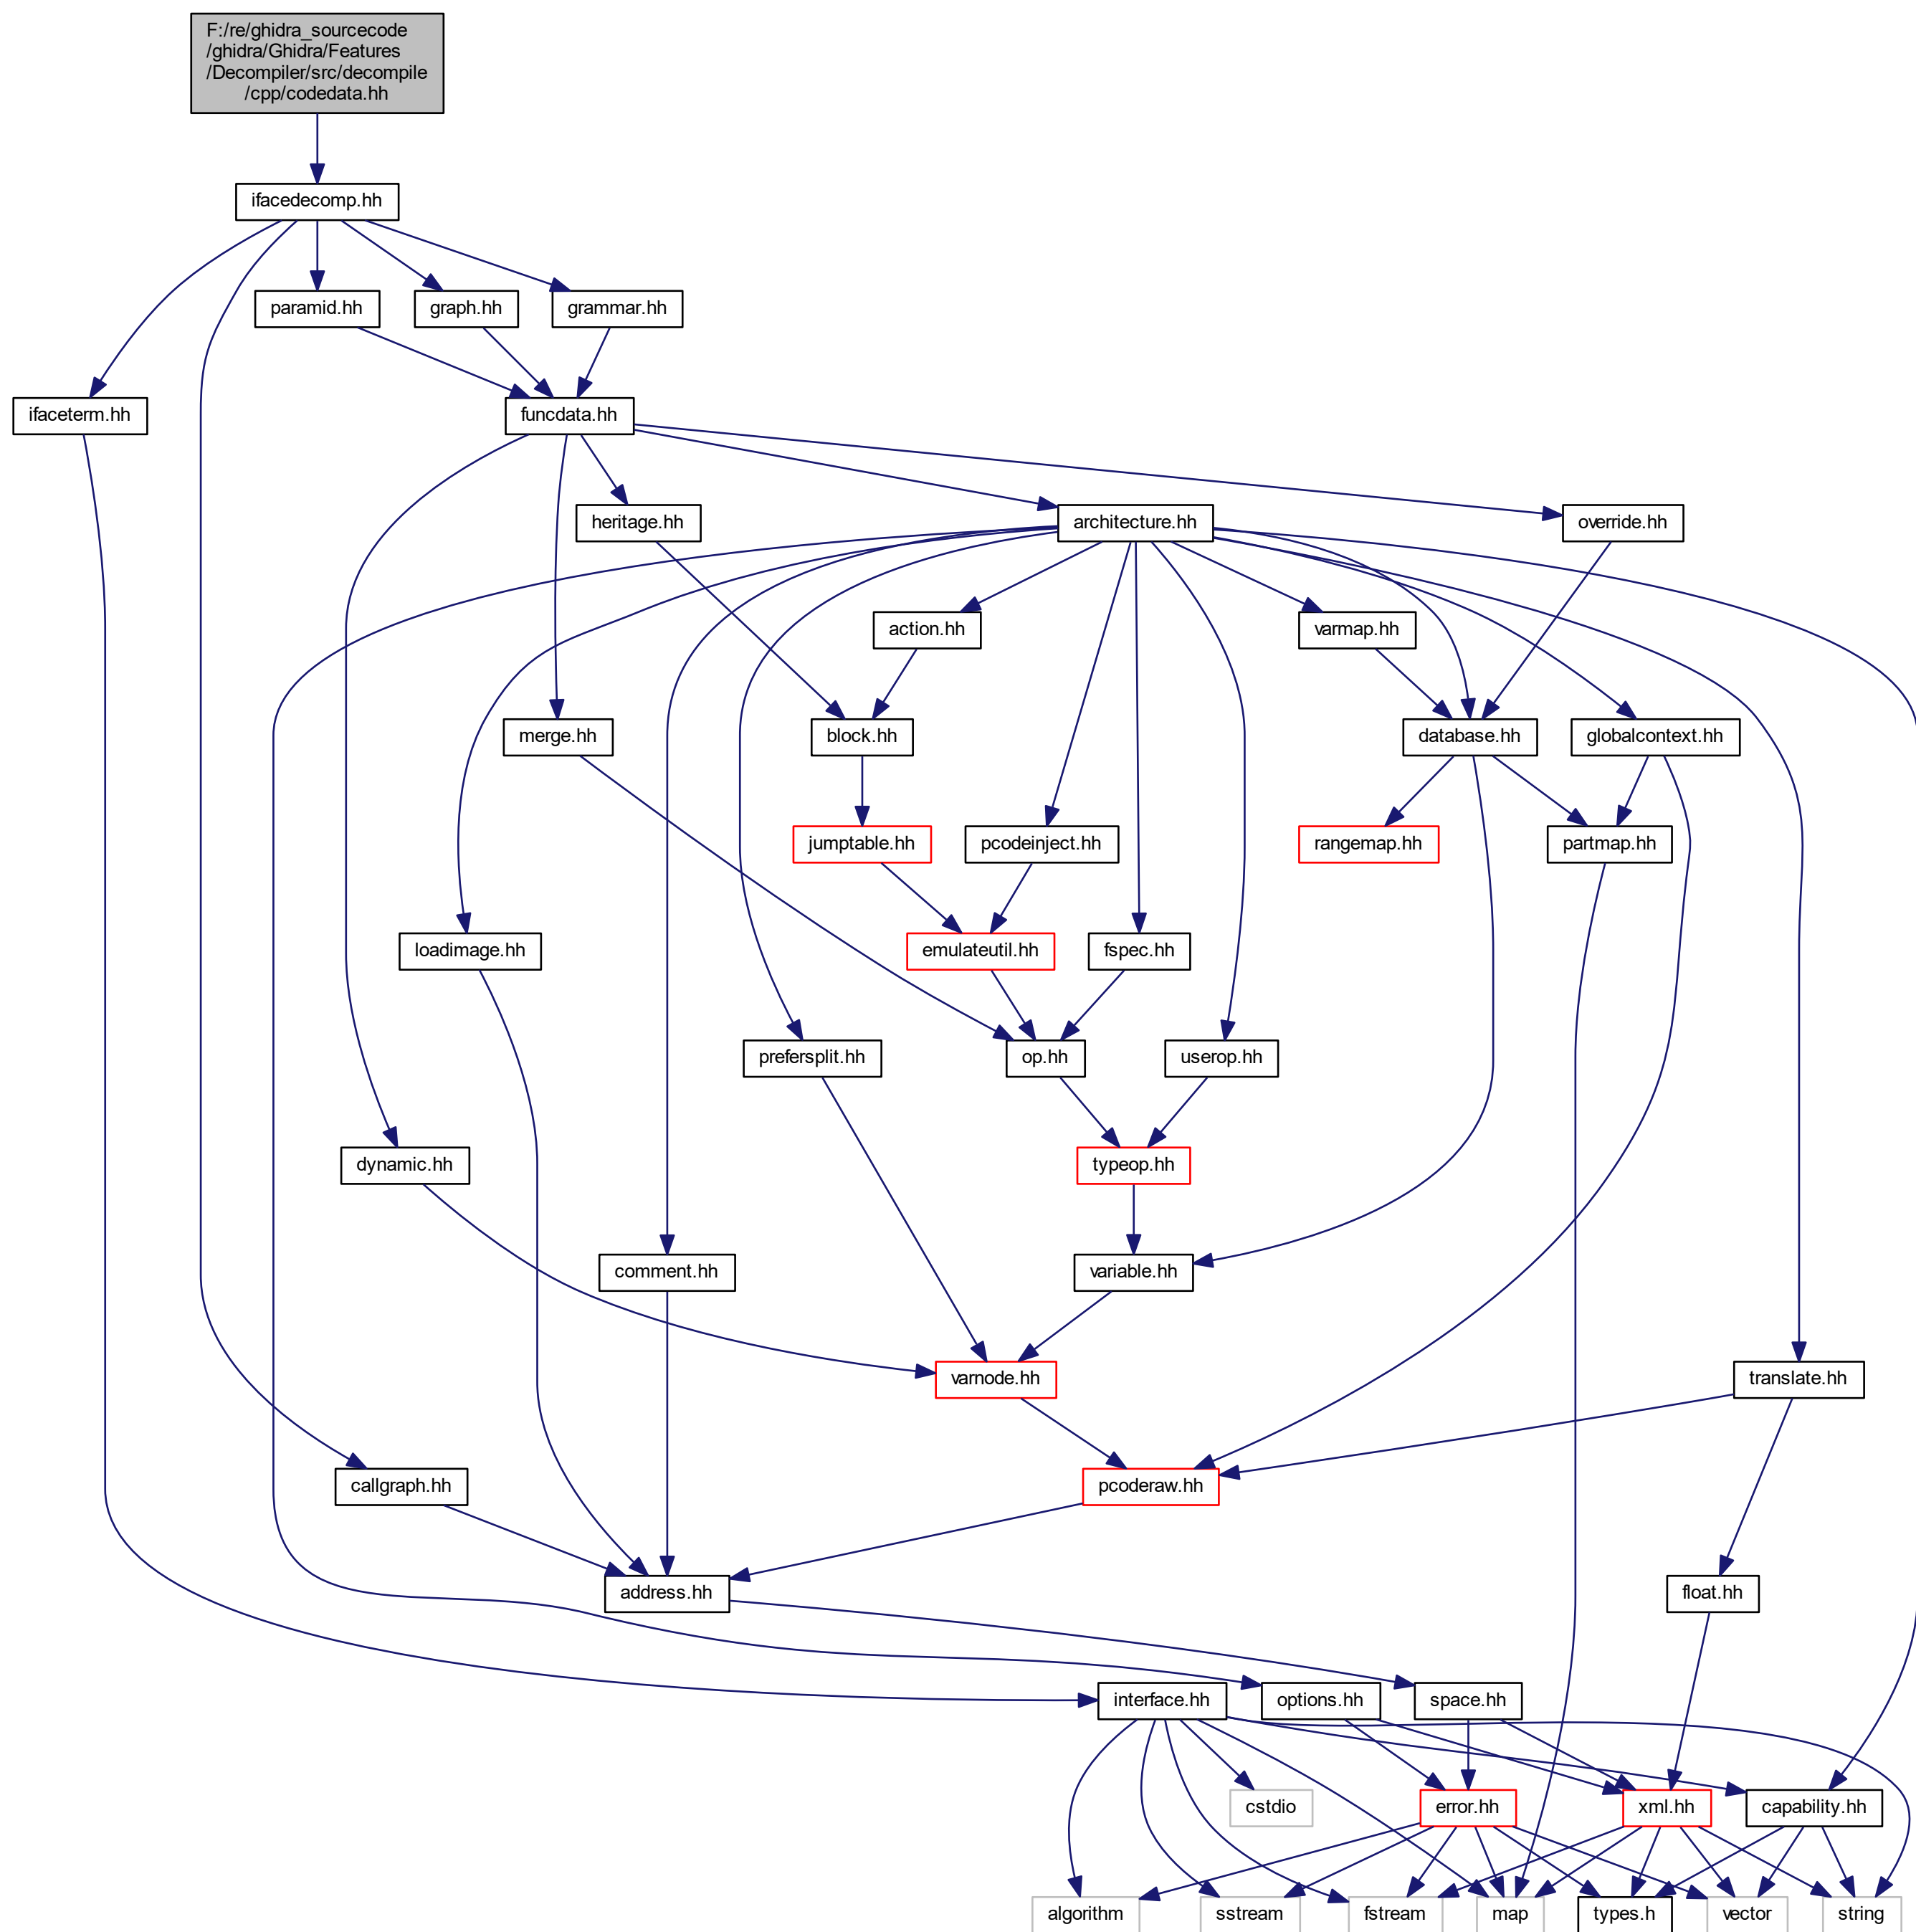 F:/re/ghidra_sourcecode
/ghidra/Ghidra/Features
/Decompiler/src/decompile
/cpp/codedata.hh
ifacedecomp.hh
paramid.hh
graph.hh
grammar.hh
ifaceterm.hh
funcdata.hh
heritage.hh
architecture.hh
override.hh
action.hh
varmap.hh
merge.hh
block.hh
database.hh
globalcontext.hh
jumptable.hh
pcodeinject.hh
rangemap.hh
partmap.hh
loadimage.hh
emulateutil.hh
fspec.hh
prefersplit.hh
op.hh
userop.hh
dynamic.hh
typeop.hh
comment.hh
variable.hh
varnode.hh
translate.hh
callgraph.hh
pcoderaw.hh
address.hh
float.hh
interface.hh
options.hh
space.hh
cstdio
error.hh
xml.hh
capability.hh
algorithm
sstream
fstream
map
types.h
vector
string